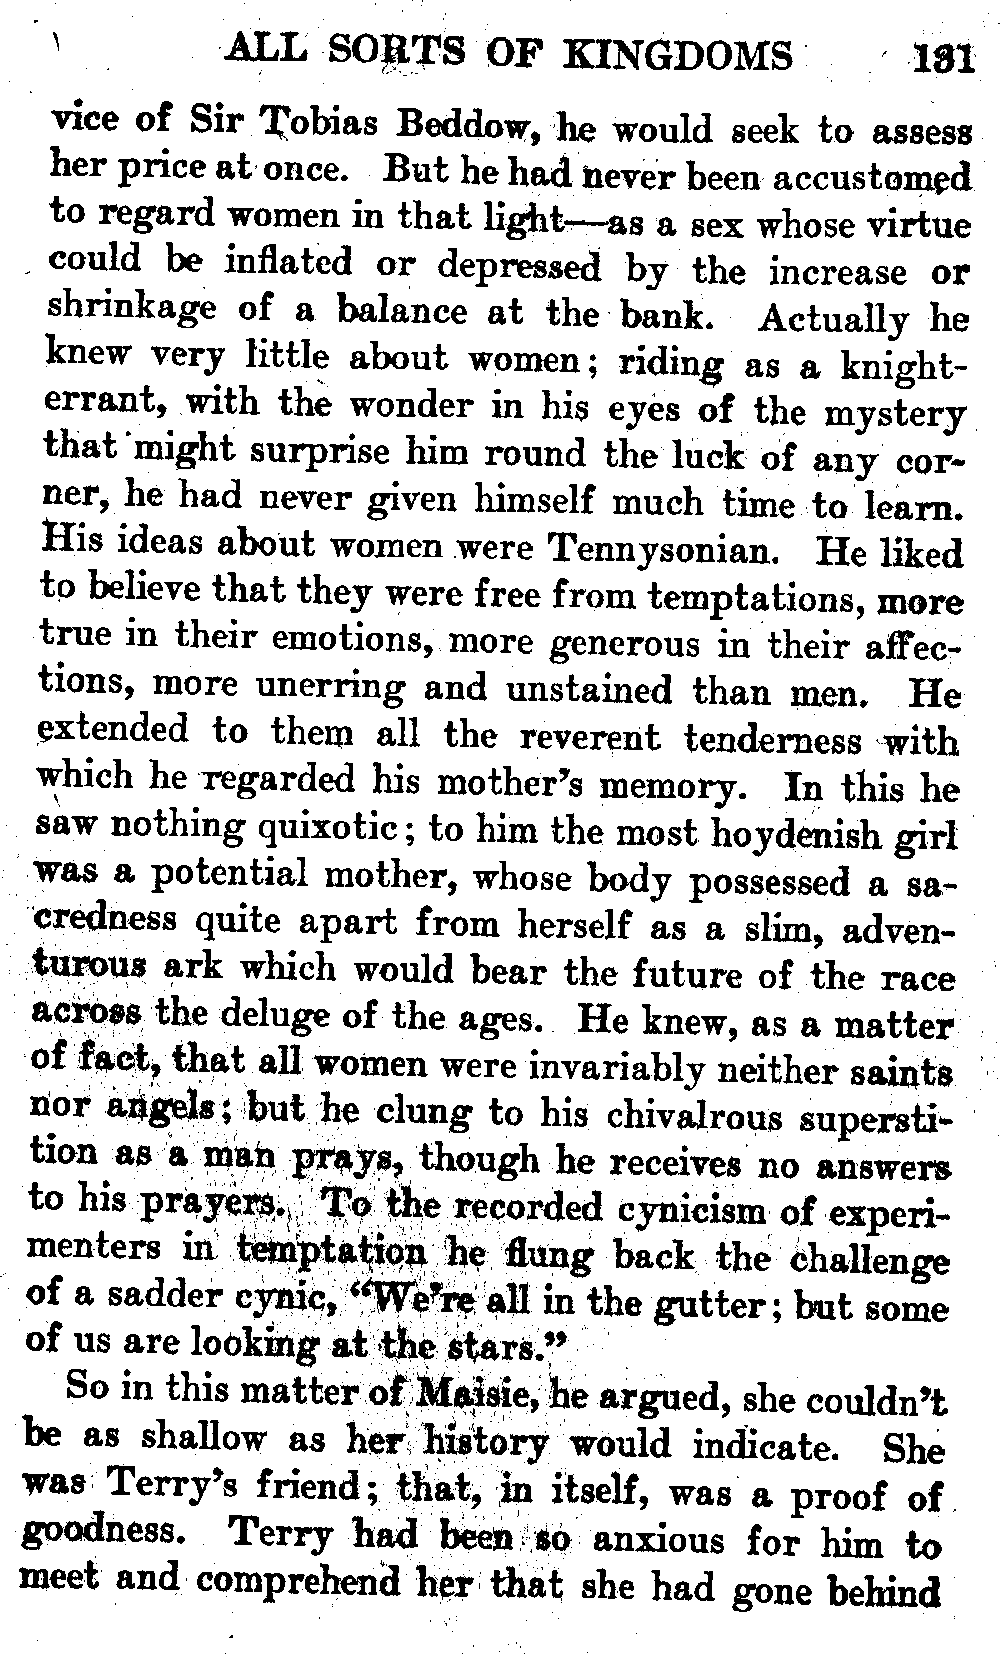 ALL SORTS OF KINGDOMS 131
vice of Sir Tobias Beddow, he would seek to assess
her price at once. But he had never been accustomed
to regard women in that light—as a sex whose virtue
could be inflated or depressed by the increase or
shrinkage of a balance at the bank. Actually he
knew very little about women; riding as a knight-
errant, with the wonder in his eyes of the mystery
that might surprise him round the luck of any cor-
ner, he had never given himself much time to learn.
His ideas about women were Tennysonian. He liked
to believe that they were free from temptations, more
true in their emotions, more generous in their affec-
tions, more unerring and unstained than men. He
extended to them all the reverent tenderness with
which he regarded his mother's memory. In this he
saw nothing quixotic; to him the most hoydenish girl
was a potential mother, whose body possessed a sa-
credness quite apart from herself as a slim, adven-
turous ark which would bear the future of the race
across the deluge of the ages. He knew, as a matter
of fact, that all women were invariably neither saints
nor angels; but he clung to his chivalrous supersti-
tion as a man prays, though he receives no answers
to his prayers. To the recorded cynicism of experi-
menters in temptation he flung back the challenge
of a sadder cynic, "We're all in the gutter; but some
of us are looking at the stars."
So in this matter of Maisie, he argued, she couldn't
be as shallow as her history would indicate. She
was Terry's friend; that, in itself, was a proof of
goodness. Terry had been so anxious for him to
meet and comprehend her that she had gone behind